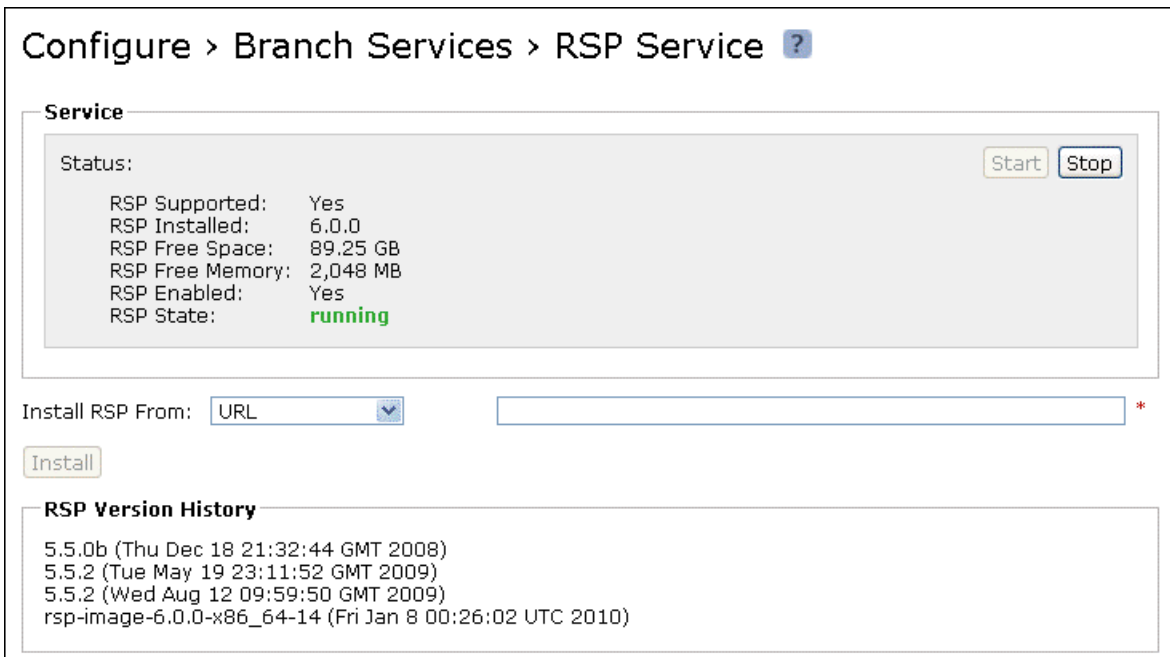 Configure › Branch Services › RSP Service ?
Service
Status:
Start Stop
RSP Supported: Yes
RSP Installed: 6.0.0
RSP Free Space: 89.25 GB
RSP Free Memory: 2,048 MB
RSP Enabled: Yes
RSP State: running
Install RSP From: URL *
Install
RSP Version History
5.5.0b (Thu Dec 18 21:32:44 GMT 2008)
5.5.2 (Tue May 19 23:11:52 GMT 2009)
5.5.2 (Wed Aug 12 09:59:50 GMT 2009)
rsp-image-6.0.0-x86_64-14 (Fri Jan 8 00:26:02 UTC 2010)